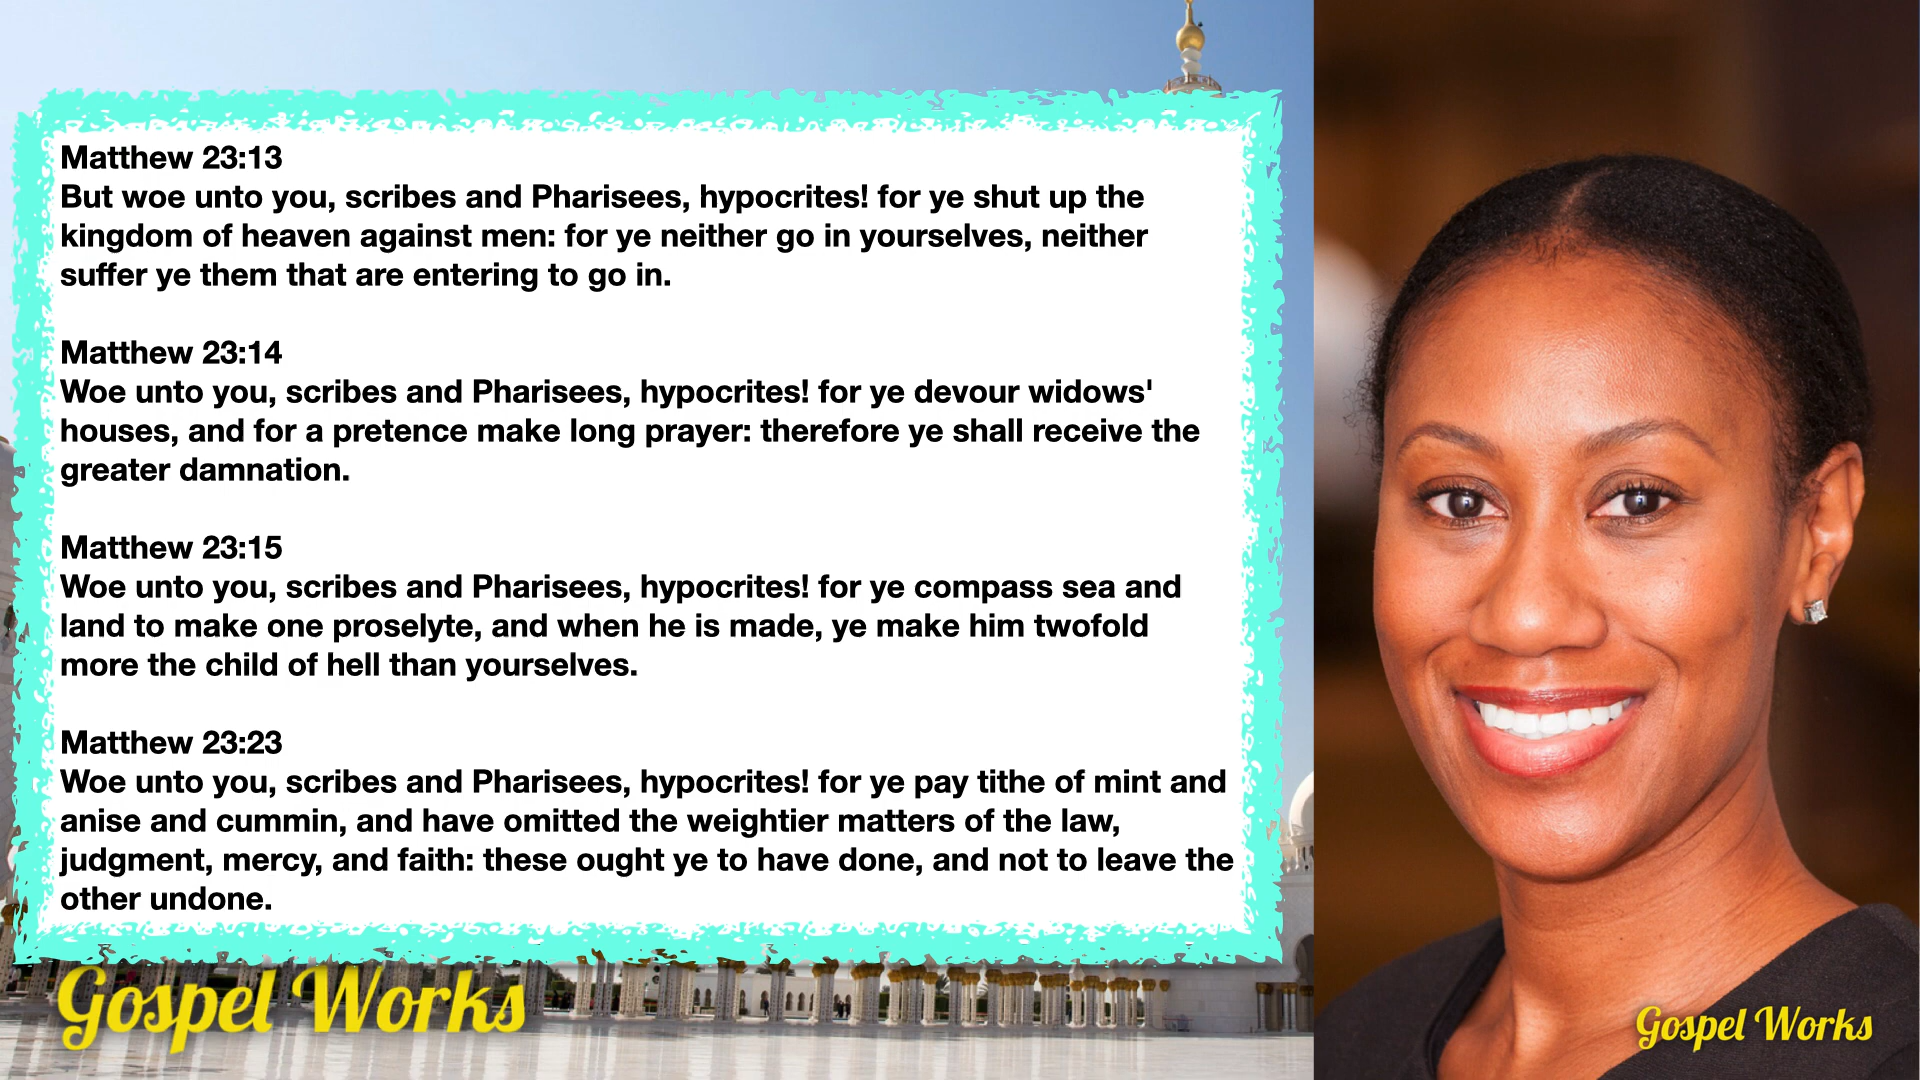 Matthew 23:13
But woe unto you, scribes and Pharisees, hypocrites! for ye shut up the
kingdom of heaven against men: for ye neither go in yourselves, neither
suffer ye them that are entering to go in.
Matthew 23:14
Woe unto you, scribes and Pharisees, hypocrites! for ye devour widows'
houses, and for a pretence make long prayer: therefore ye shall receive the
greater damnation.
Matthew 23:15
Woe unto you, scribes and Pharisees, hypocrites! for ye compass sea and
land to make one proselyte, and when he is made, ye make him twofold
more the child of hell than yourselves.
Matthew 23:23
Woe unto you, scribes and Pharisees, hypocrites! for ye pay tithe of mint and
anise and cummin, and have omitted the weightier matters of the law,
judgment, mercy, and faith: these ought ye to have done, and not to leave the
other undone.
Gospel Works
Gospel Works